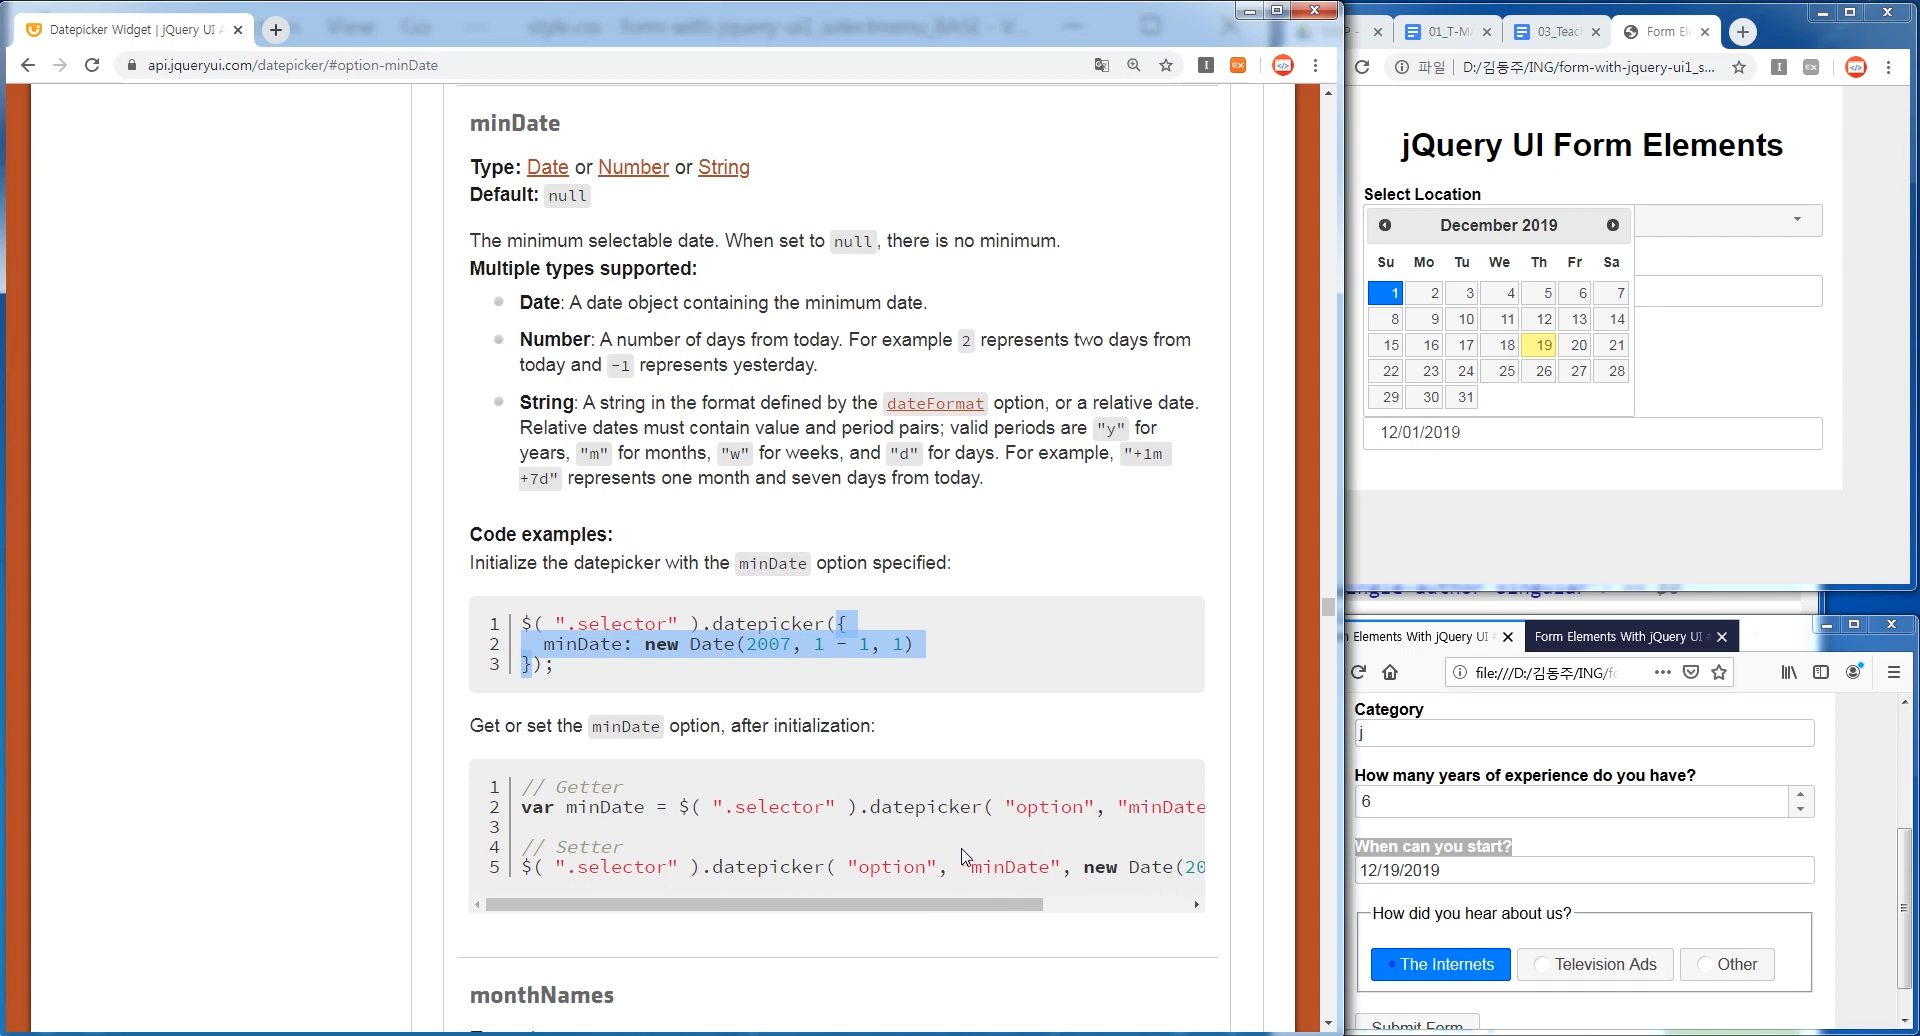 Datepicker Widget | jQuery UI
api.jqueryui.com/datepicker/#option-minDate
minDate
Type: Date or Number or String
Default: null
The minimum selectable date. When set to null, there is no minimum.
Multiple types supported:
Date: A date object containing the minimum date.
Number: A number of days from today. For example 2 represents two days from
today and -1 represents yesterday.
String: A string in the format defined by the dateFormat option, or a relative date.
Relative dates must contain value and period pairs; valid periods are "y" for
years, "m" for months, "w" for weeks, and "d" for days. For example, "+1m
+7d" represents one month and seven days from today.
Code examples:
Initialize the datepicker with the minDate option specified:
1 $( ".selector" ).datepicker({
2 minDate: new Date(2007, 1 - 1, 1)
3 });
Get or set the minDate option, after initialization:
1 // Getter
2 var minDate = $( ".selector" ).datepicker( "option", "minDate
3
4 // Setter
5 $( ".selector" ).datepicker( "option", "minDate", new Date(20
monthNames
01_T-M
03_Teac
Form El
파일 D:/김동주/ING/form-with-jquery-ui1_s...
jQuery UI Form Elements
Select Location
December 2019
Su Mo Tu We Th Fr Sa
1 2 3 4 5 6 7
8 9 10 11 12 13 14
15 16 17 18 19 20 21
22 23 24 25 26 27 28
29 30 31
12/01/2019
Elements With jQuery UI
Form Elements With jQuery UI
file:///D:/김동주/ING/fo
Category
j
How many years of experience do you have?
6
When can you start?
12/19/2019
How did you hear about us?
The Internets
Television Ads
Other
Submit Form